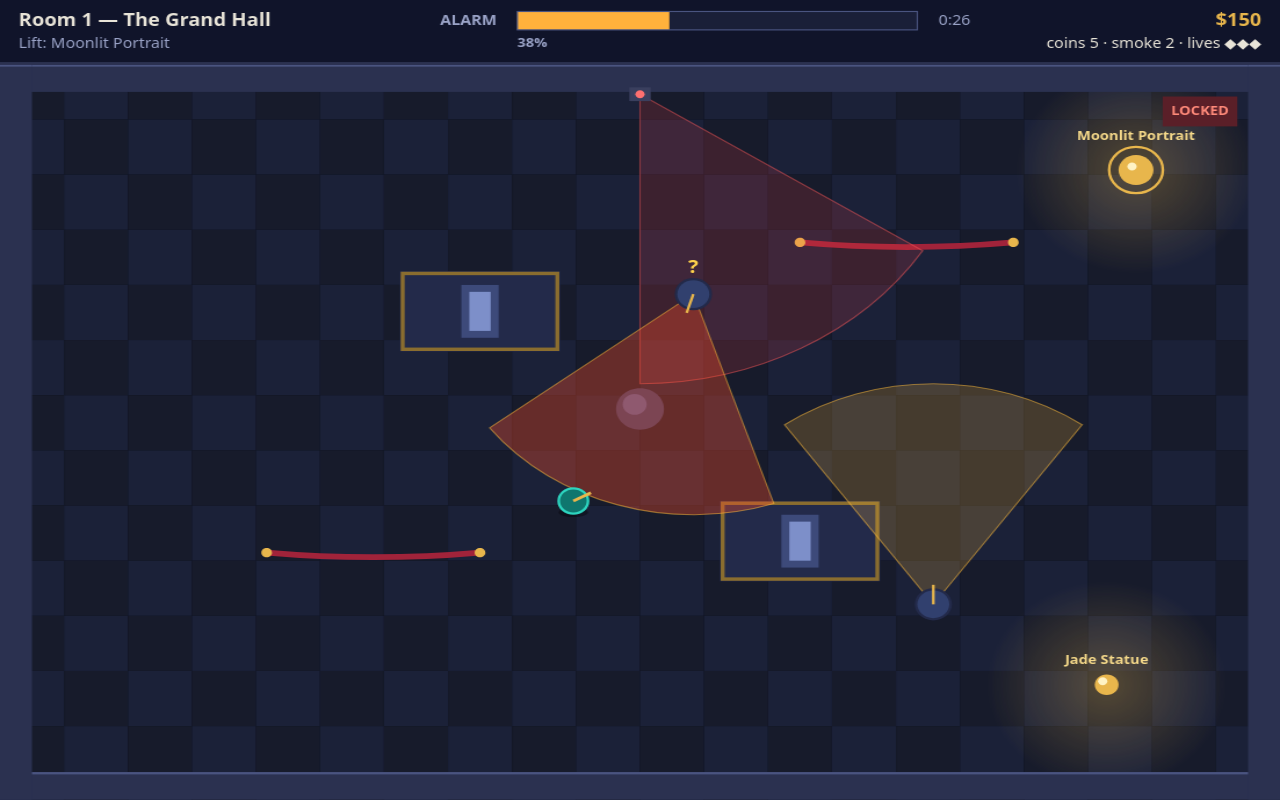 Room 1 — The Grand Hall
Lift: Moonlit Portrait
ALARM
0:26
38%
$150
coins 5 · smoke 2 · lives ◆◆◆
LOCKED
Moonlit Portrait
?
Jade Statue